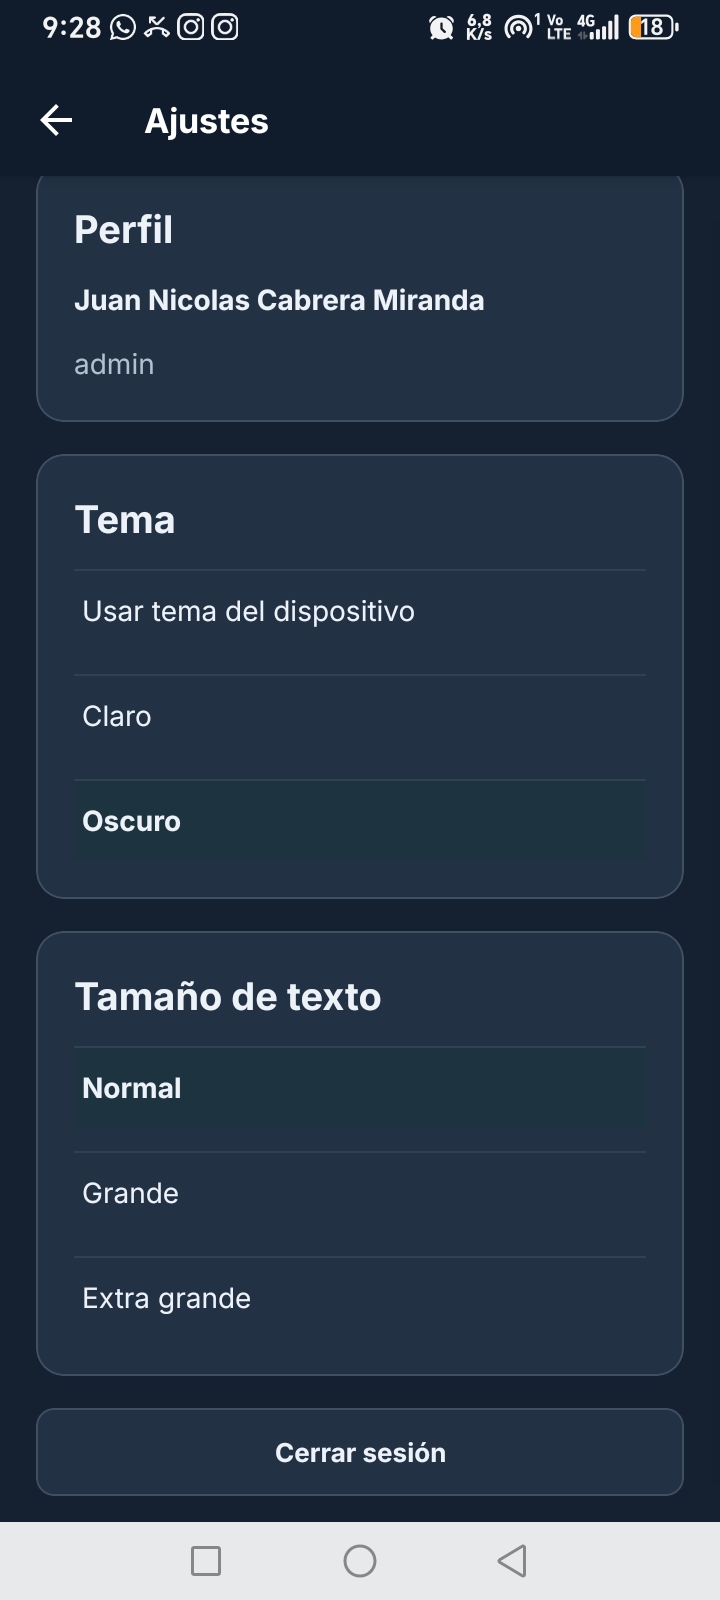 9:28 6,8 K/s 1 Vo LTE 4G 18
Ajustes
Perfil
Juan Nicolas Cabrera Miranda
admin
Tema
Usar tema del dispositivo
Claro
Oscuro
Tamaño de texto
Normal
Grande
Extra grande
Cerrar sesión